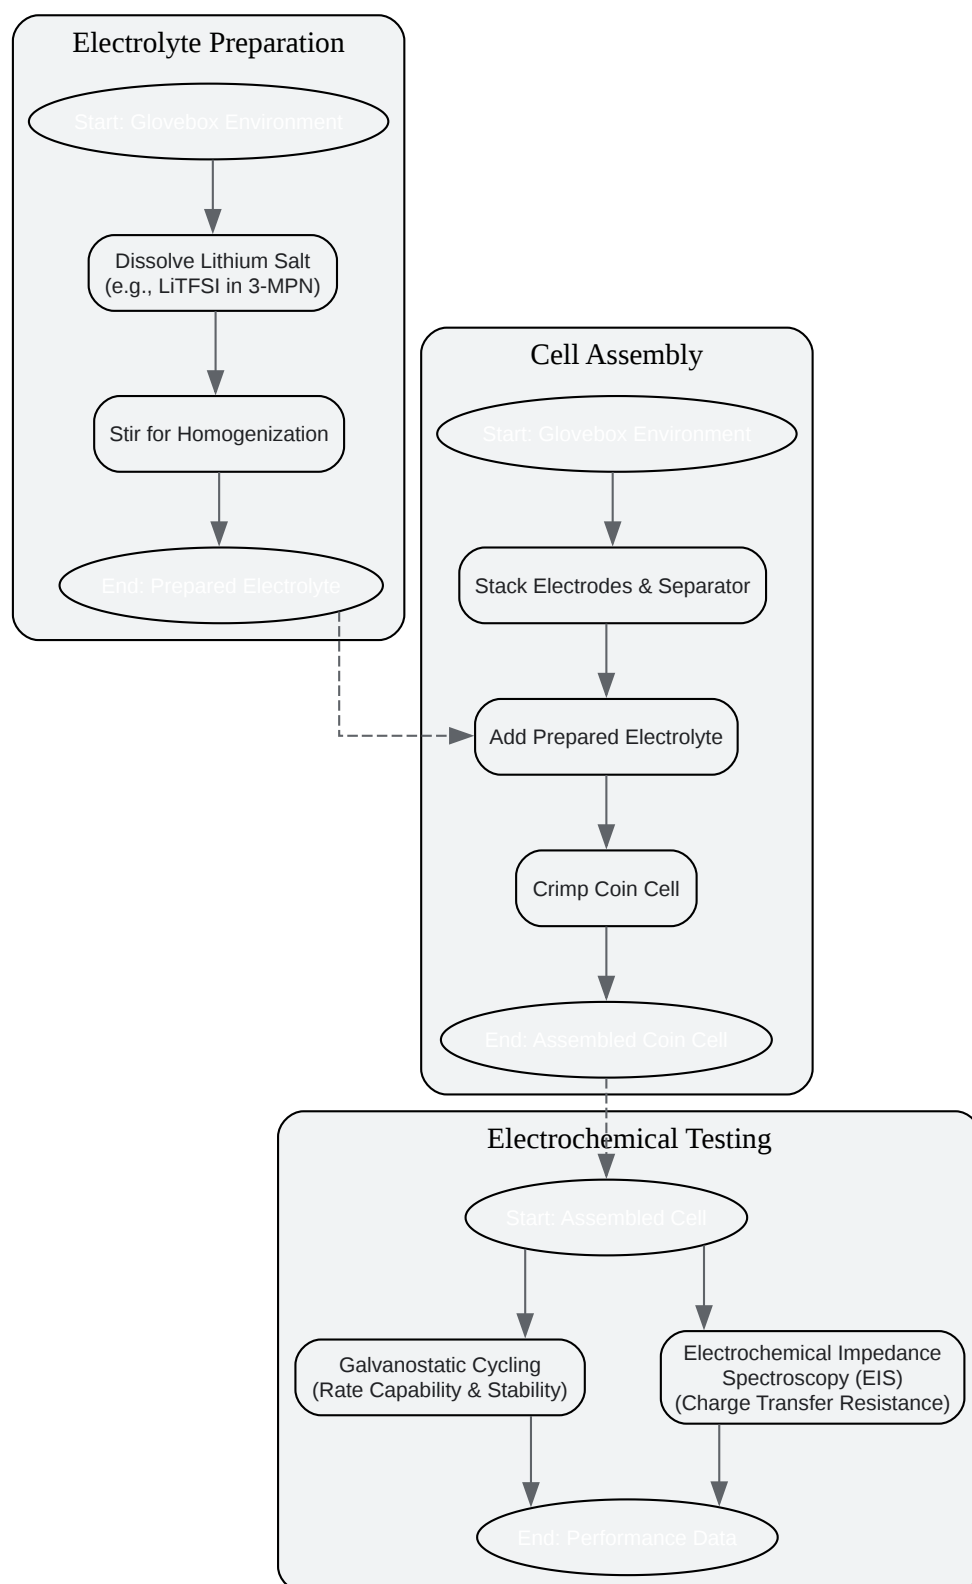 Electrolyte Preparation
Start: Glovebox Environment
Dissolve Lithium Salt
(e.g., LiTFSI in 3-MPN)
Stir for Homogenization
End: Prepared Electrolyte
Cell Assembly
Start: Glovebox Environment
Stack Electrodes & Separator
Add Prepared Electrolyte
Crimp Coin Cell
End: Assembled Coin Cell
Electrochemical Testing
Start: Assembled Cell
Galvanostatic Cycling
(Rate Capability & Stability)
Electrochemical Impedance
Spectroscopy (EIS)
(Charge Transfer Resistance)
End: Performance Data